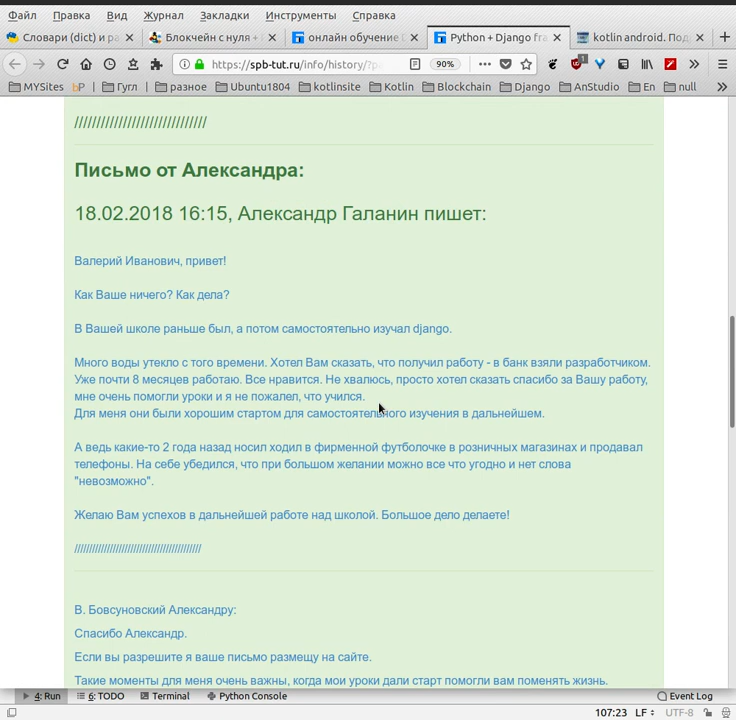 Файл Правка Вид Журнал Закладки Инструменты Справка
Словари (dict) и ра Блокчейн с нуля + онлайн обучение Python + Django fra kotlin android. Под
https://spb-tut.ru/info/history/?p 90%
MYSites Гугл разное Ubuntu1804 kotlinsite Kotlin Blockchain Django AnStudio En null
//////////////////////////////
Письмо от Александра:
18.02.2018 16:15, Александр Галанин пишет:
Валерий Иванович, привет!
Как Ваше ничего? Как дела?
В Вашей школе раньше был, а потом самостоятельно изучал django.
Много воды утекло с того времени. Хотел Вам сказать, что получил работу - в банк взяли разработчиком.
Уже почти 8 месяцев работаю. Все нравится. Не хвалюсь, просто хотел сказать спасибо за Вашу работу,
мне очень помогли уроки и я не пожалел, что учился.
Для меня они были хорошим стартом для самостоятельного изучения в дальнейшем.
А ведь какие-то 2 года назад носил ходил в фирменной футболочке в розничных магазинах и продавал
телефоны. На себе убедился, что при большом желании можно все что угодно и нет слова
"невозможно".
Желаю Вам успехов в дальнейшей работе над школой. Большое дело делаете!
//////////////////////////////////////////
В. Бовсуновский Александру:
Спасибо Александр.
Если вы разрешите я ваше письмо размещу на сайте.
Такие моменты для меня очень важны, когда мои уроки дали старт помогли вам поменять жизнь.
4: Run 6: TODO Terminal Python Console Event Log
107:23 LF UTF-8